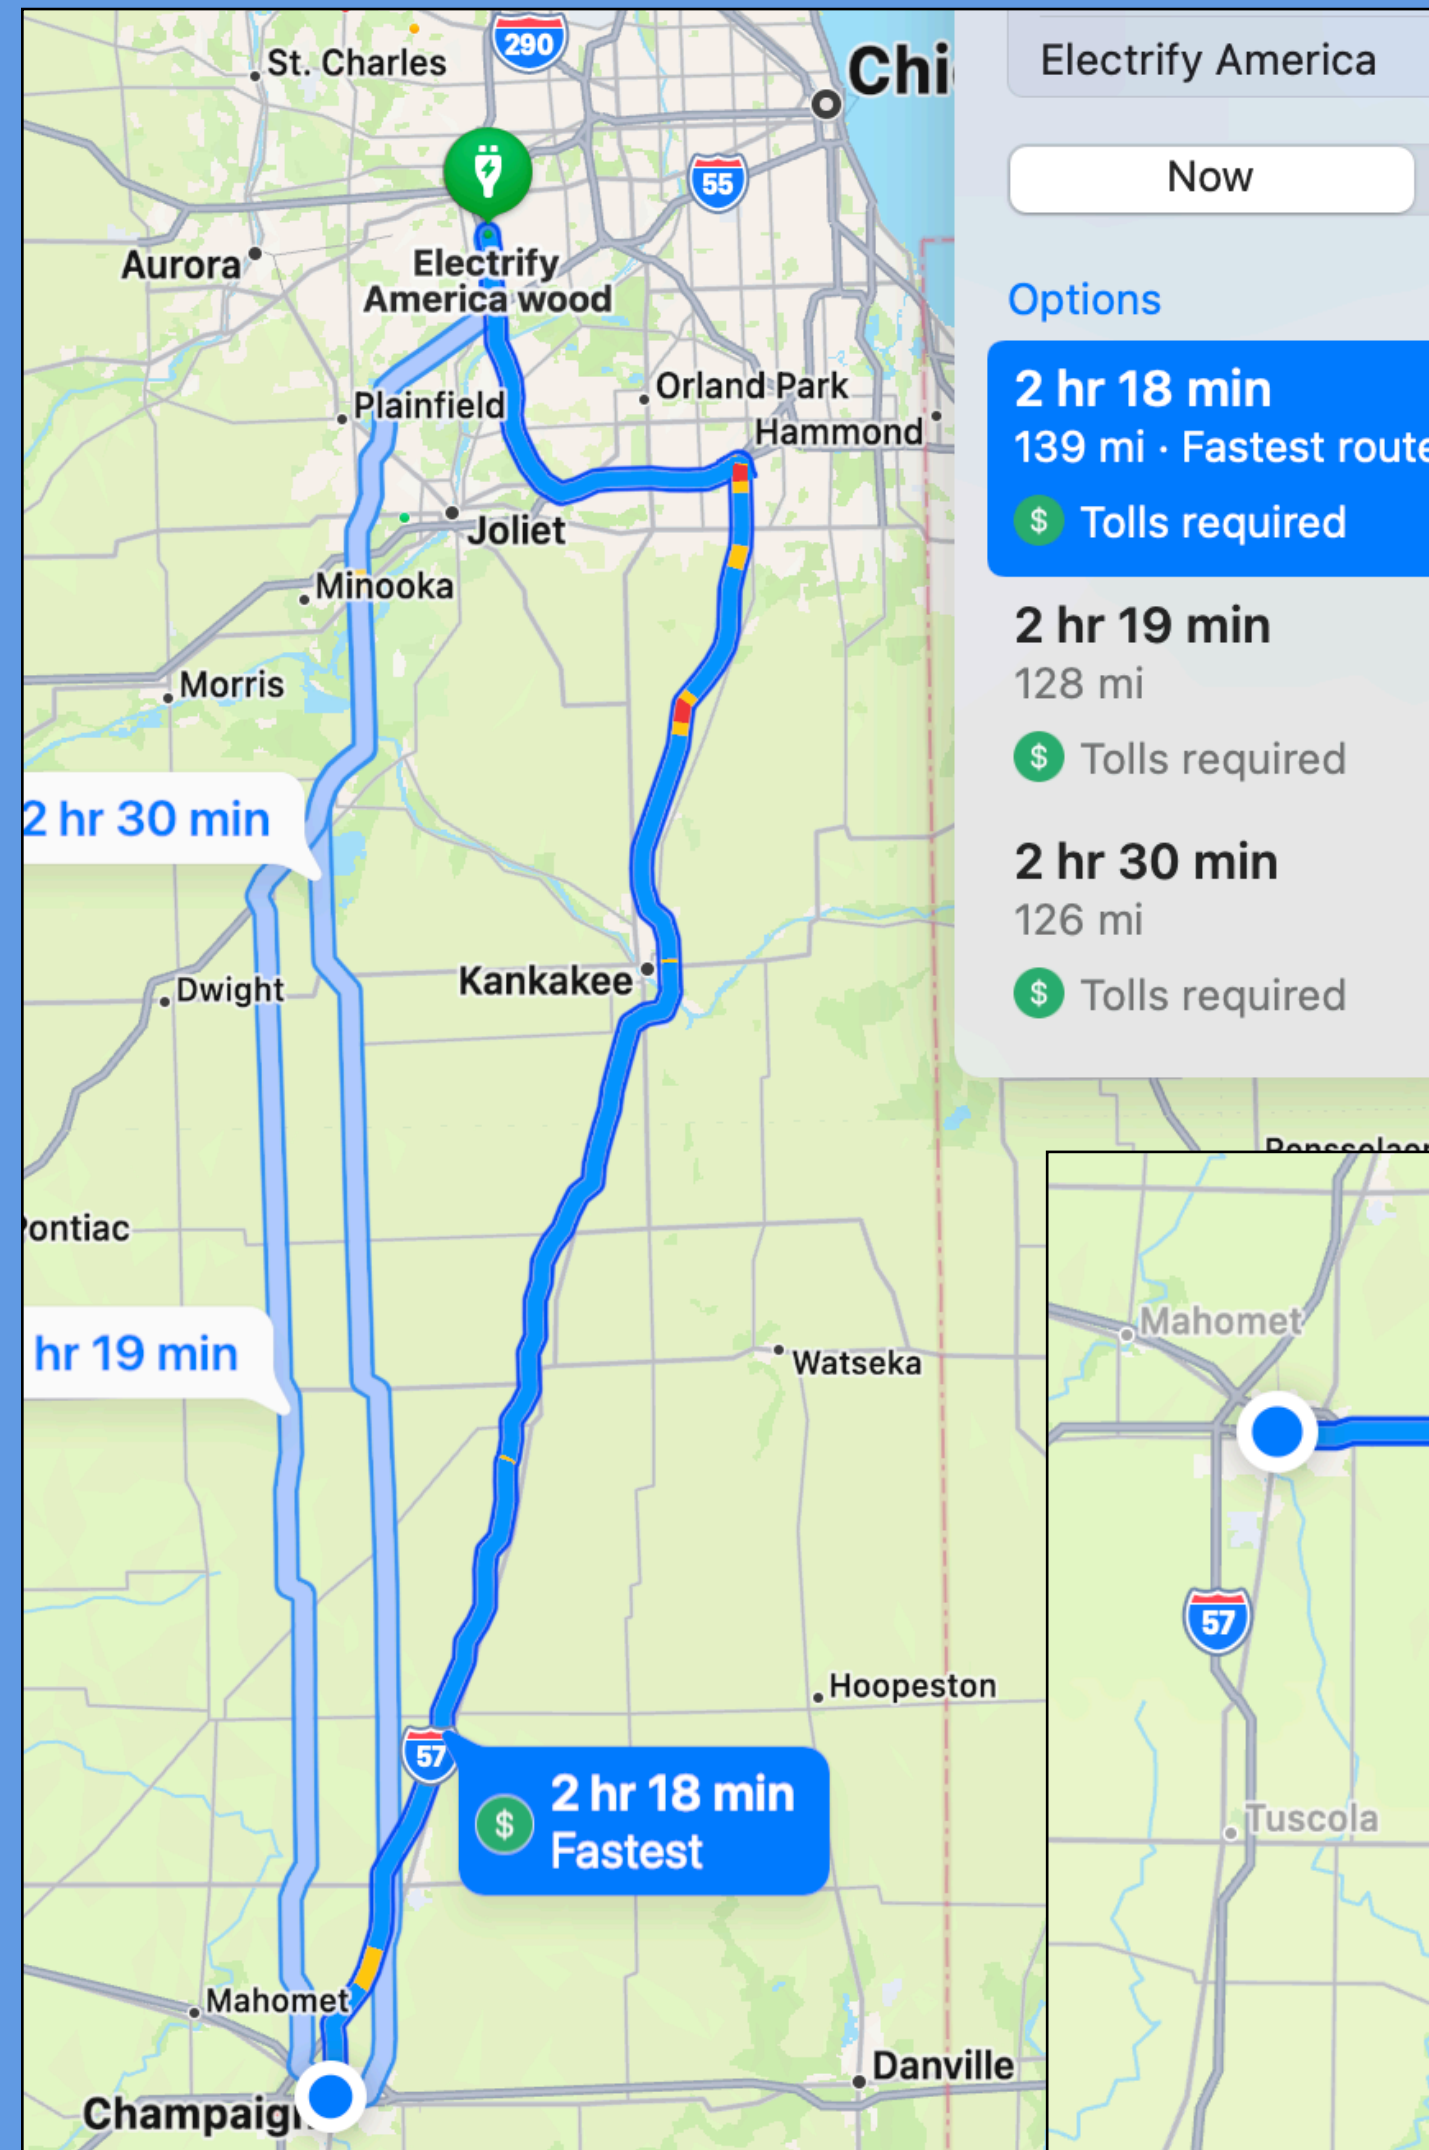 St. Charles
290
Chi
55
Aurora
Electrify
America wood
Plainfield
Orland Park
Hammond
Joliet
Minooka
Morris
2 hr 30 min
Dwight
Kankakee
ontiac
hr 19 min
Watseka
Hoopeston
57
$
2 hr 18 min
Fastest
Mahomet
Danville
Champaig
Electrify America
Now
Options
2 hr 18 min
139 mi · Fastest route
$ Tolls required
2 hr 19 min
128 mi
$ Tolls required
2 hr 30 min
126 mi
$ Tolls required
Mahomet
57
Tuscola